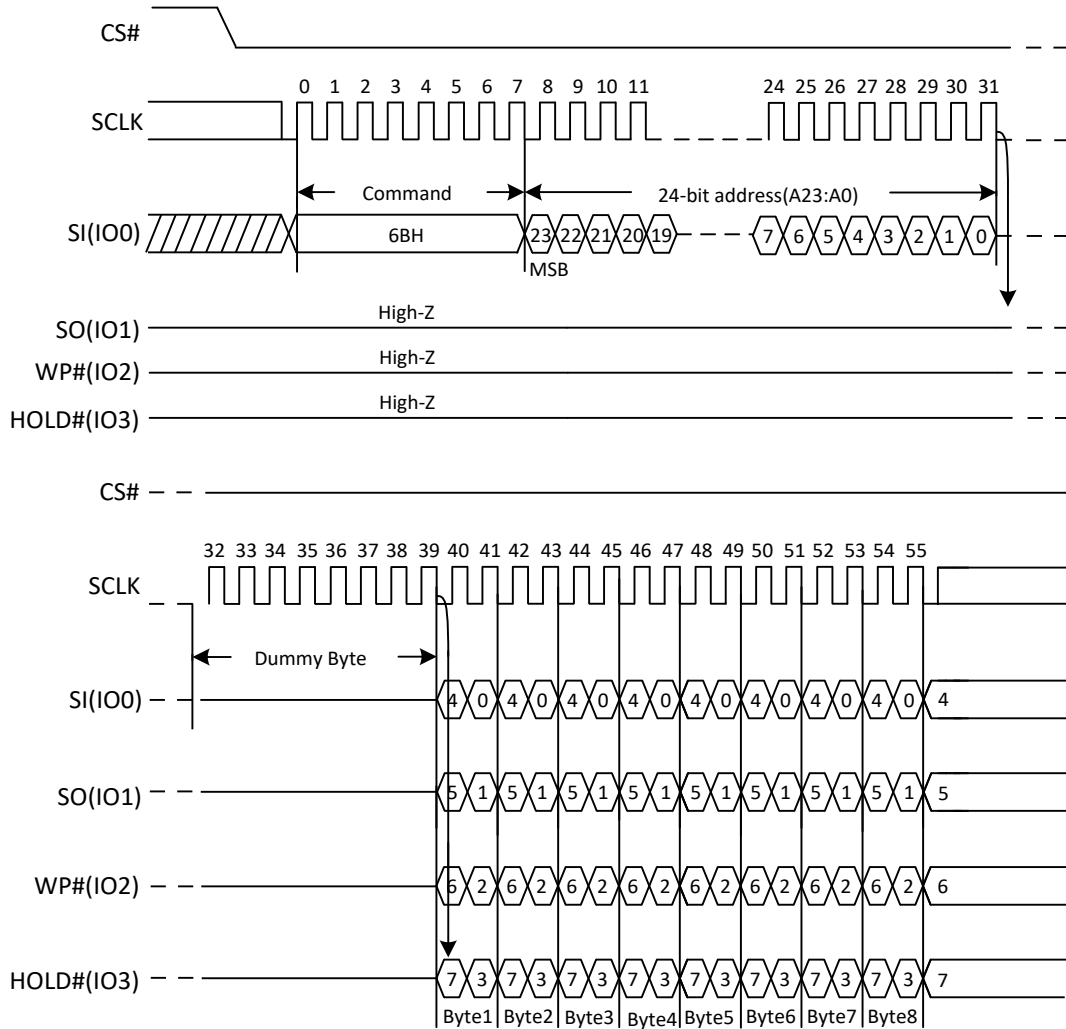 CS#
0 1 2 3 4 5 6 7 8 9 10 11 24 25 26 27 28 29 30 31
SCLK
Command 24-bit address(A23:A0)
SI(IO0) 6BH 23 22 21 20 19 7 6 5 4 3 2 1 0
MSB
SO(IO1) High-Z
WP#(IO2) High-Z
HOLD#(IO3) High-Z
CS#
32 33 34 35 36 37 38 39 40 41 42 43 44 45 46 47 48 49 50 51 52 53 54 55
SCLK
Dummy Byte
SI(IO0) 4 0 4 0 4 0 4 0 4 0 4 0 4 0 4 0 4
SO(IO1) 5 1 5 1 5 1 5 1 5 1 5 1 5 1 5 1 5
WP#(IO2) 6 2 6 2 6 2 6 2 6 2 6 2 6 2 6 2 6
HOLD#(IO3) 7 3 7 3 7 3 7 3 7 3 7 3 7 3 7 3 7
Byte1 Byte2 Byte3 Byte4 Byte5 Byte6 Byte7 Byte8